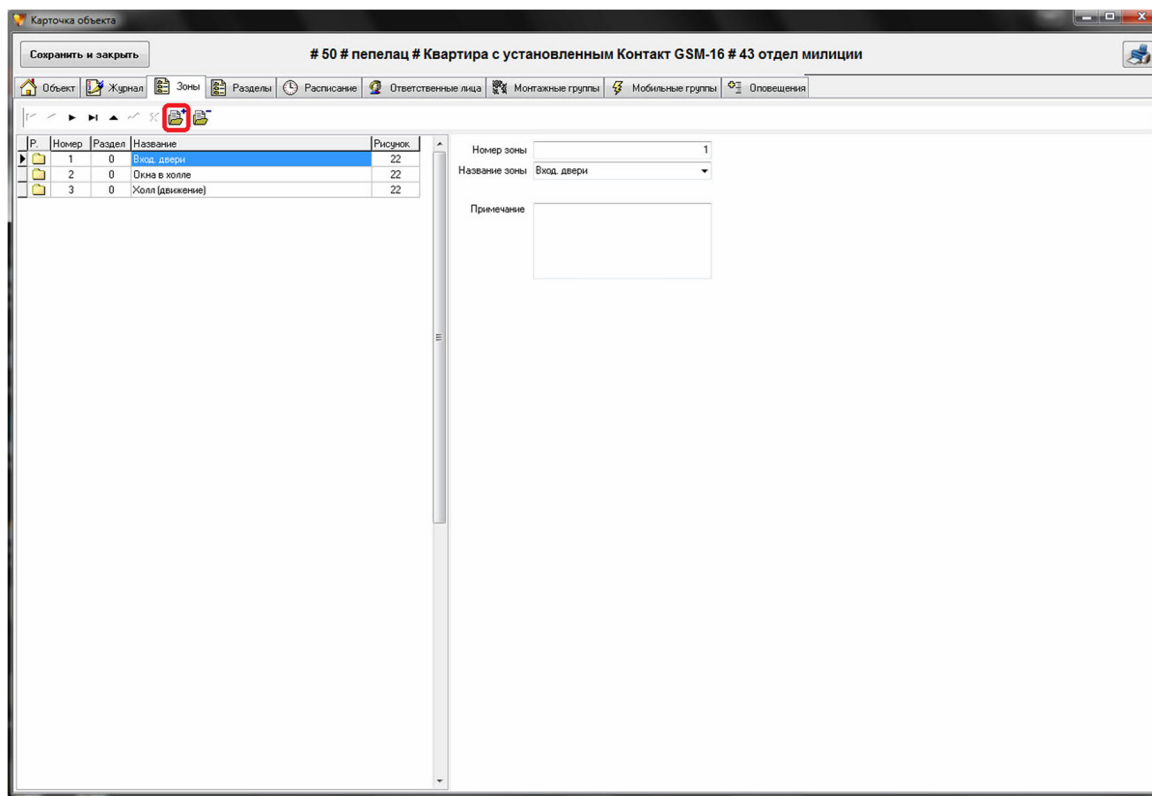 Карточка объекта
Сохранить и закрыть
# 50 # пепелац # Квартира с установленным Контакт GSM-16 # 43 отдел милиции
Объект Журнал Зоны Разделы Расписание Ответственные лица Монтажные группы Мобильные группы Оповещения
Р. Номер Раздел Название Рисунок
1 0 Вход. двери 22
2 0 Окна в холле 22
3 0 Холл (движение) 22
Номер зоны 1
Название зоны Вход. двери
Примечание